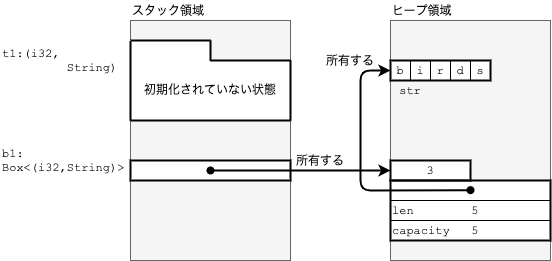 スタック領域
ヒープ領域
t1:(i32,
String)
初期化されていない状態
所有する
b i r d s
str
b1:
Box<(i32,String)>
所有する
3
len 5
capacity 5